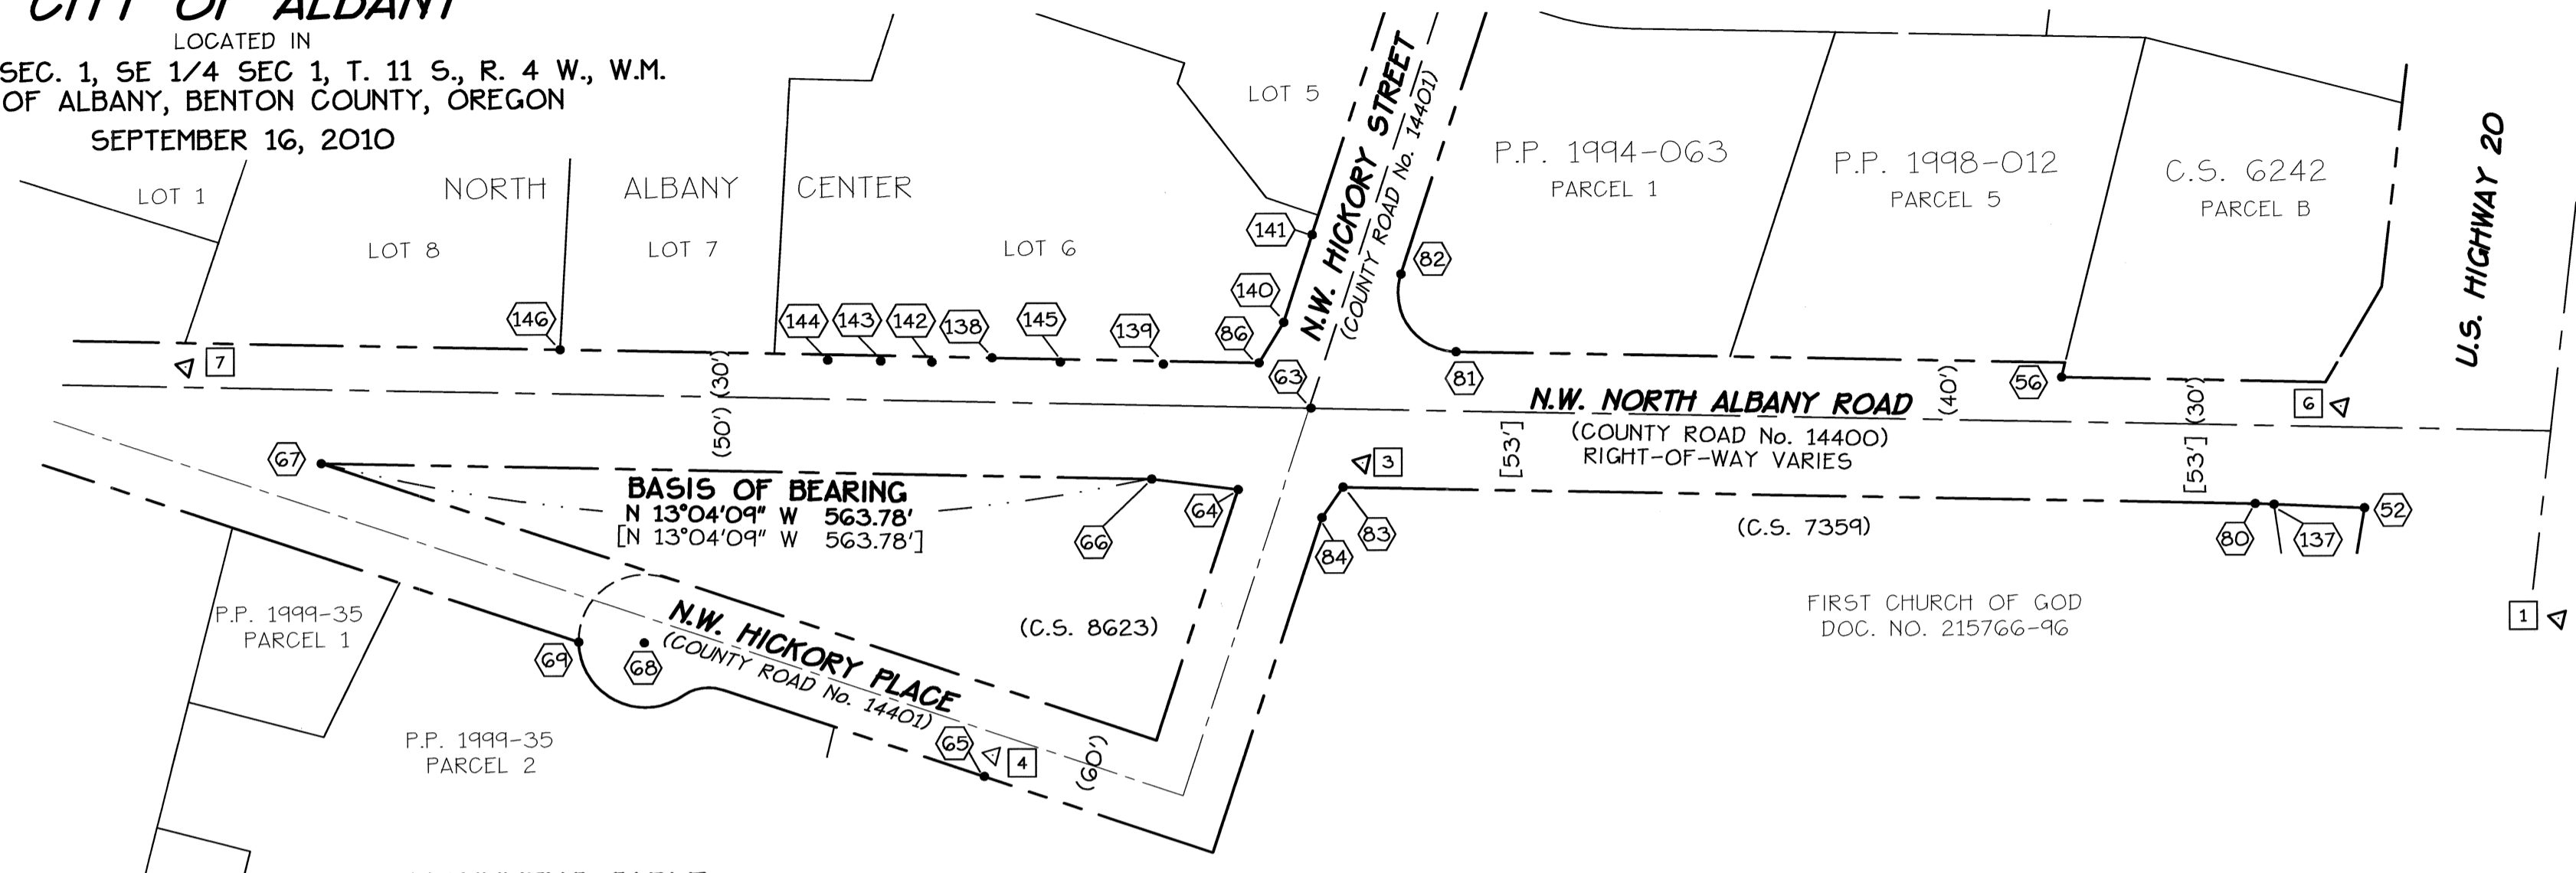 CITY OF ALBANY
LOCATED IN
SEC. 1, SE 1/4 SEC 1, T. 11 S., R. 4 W., W.M.
OF ALBANY, BENTON COUNTY, OREGON
SEPTEMBER 16, 2010
LOT 1
NORTH ALBANY CENTER
LOT 8
LOT 7
LOT 6
LOT 5
N.W. HICKORY STREET
(COUNTY ROAD No. 14401)
P.P. 1994-063
PARCEL 1
P.P. 1998-012
PARCEL 5
C.S. 6242
PARCEL B
U.S. HIGHWAY 20
141
82
140
146
144
143
142
138
145
139
86
7
(30')
63
81
56
(40')
(30')
6
N.W. NORTH ALBANY ROAD
(COUNTY ROAD No. 14400)
RIGHT-OF-WAY VARIES
(50')
[53']
[53']
67
3
BASIS OF BEARING
N 13°04'09" W 563.78'
[N 13°04'09" W 563.78']
66
64
83
84
(C.S. 7359)
80
137
52
FIRST CHURCH OF GOD
DOC. NO. 215766-96
1
P.P. 1999-35
PARCEL 1
69
68
N.W. HICKORY PLACE
(COUNTY ROAD No. 14401)
(C.S. 8623)
P.P. 1999-35
PARCEL 2
65
4
(60')